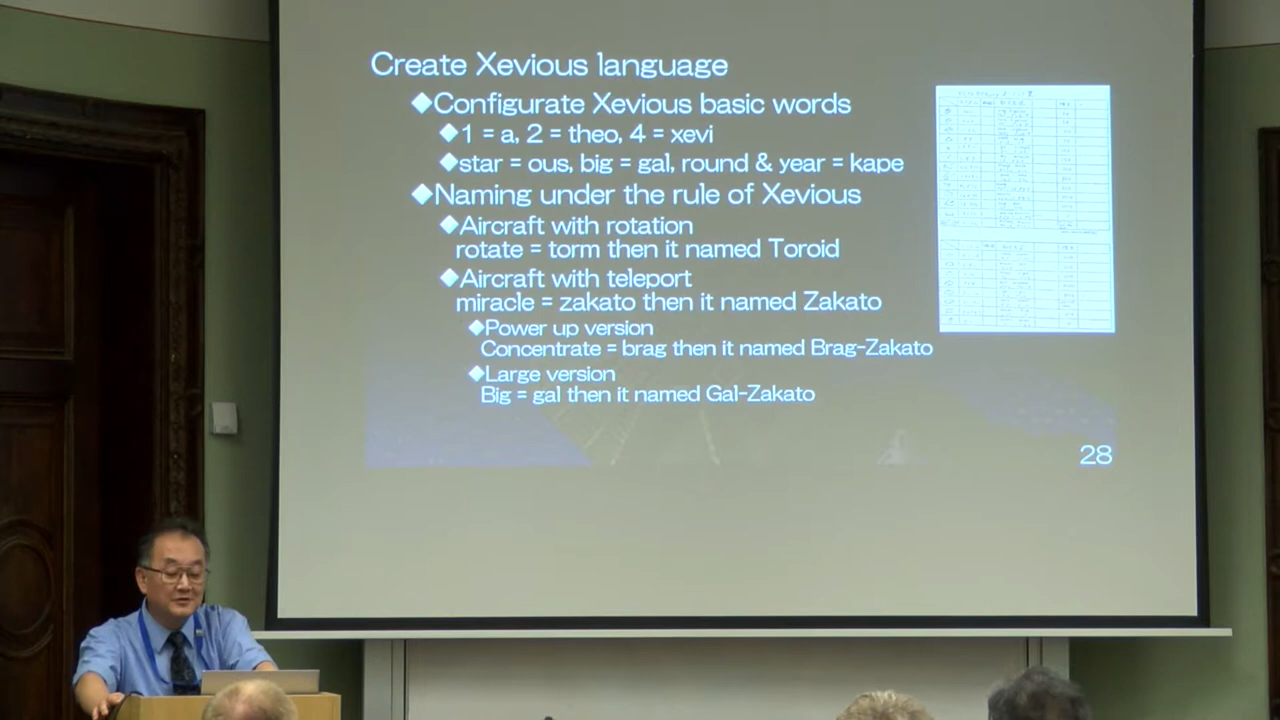 Create Xevious language
◆Configurate Xevious basic words
◆1 = a, 2 = theo, 4 = xevi
◆star = ous, big = gal, round & year = kape
◆Naming under the rule of Xevious
◆Aircraft with rotation
rotate = torm then it named Toroid
◆Aircraft with teleport
miracle = zakato then it named Zakato
◆Power up version
Concentrate = brag then it named Brag-Zakato
◆Large version
Big = gal then it named Gal-Zakato
28